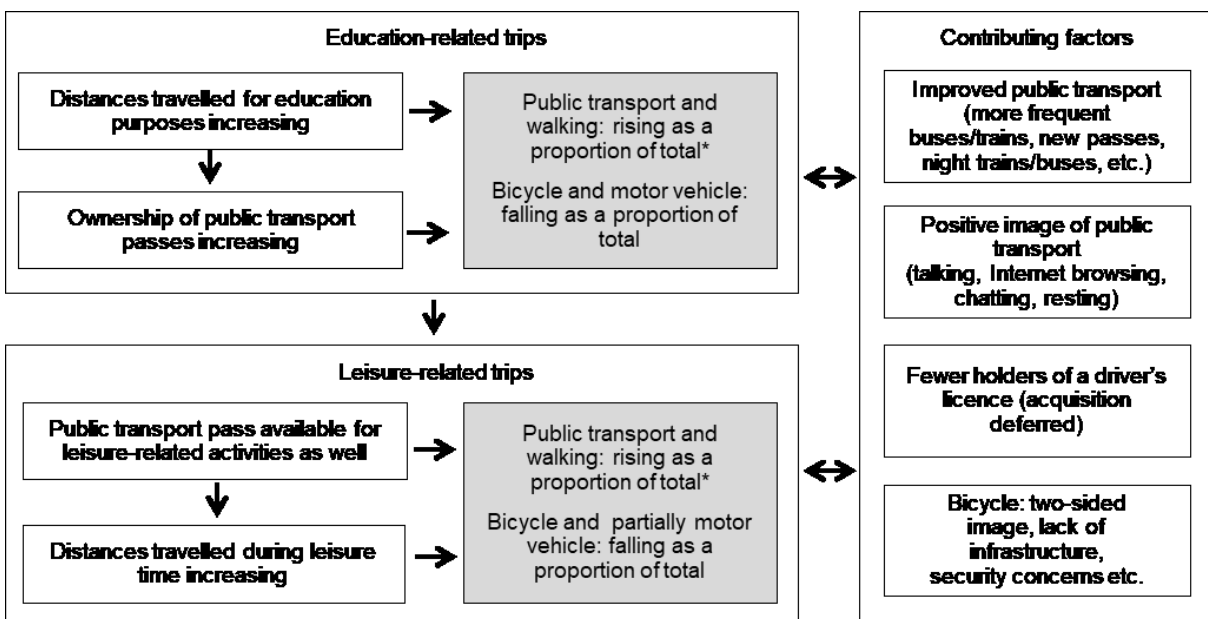 Education-related trips
Distances travelled for education
purposes increasing
Ownership of public transport
passes increasing
Public transport and
walking: rising as a
proportion of total*
Bicycle and motor vehicle:
falling as a proportion of
total
Leisure-related trips
Public transport pass available for
leisure-related activities as well
Distances travelled during leisure
time increasing
Public transport and
walking: rising as a
proportion of total*
Bicycle and partially motor
vehicle: falling as a
proportion of total
Contributing factors
Improved public transport
(more frequent
buses/trains, new passes,
night trains/buses, etc.)
Positive image of public
transport
(talking, Internet browsing,
chatting, resting)
Fewer holders of a driver's
licence (acquisition
deferred)
Bicycle: two-sided
image, lack of
infrastructure,
security concerns etc.